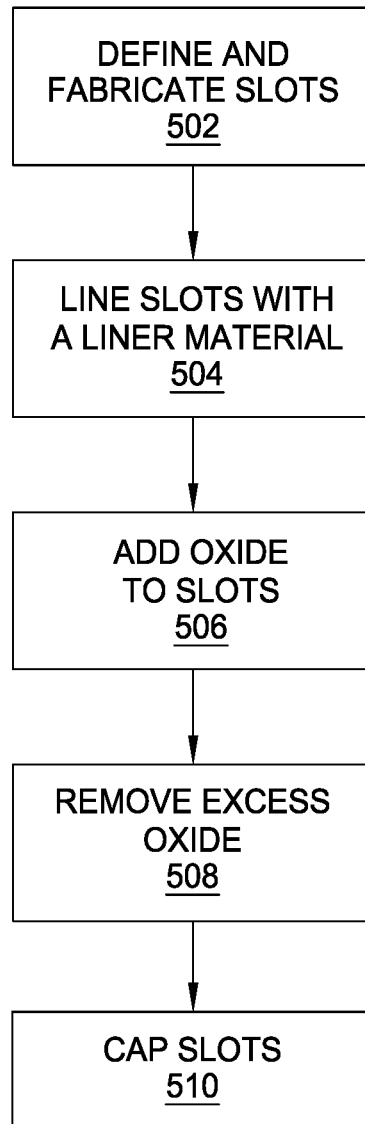 DEFINE AND
FABRICATE SLOTS
502
LINE SLOTS WITH
A LINER MATERIAL
504
ADD OXIDE
TO SLOTS
506
REMOVE EXCESS
OXIDE
508
CAP SLOTS
510